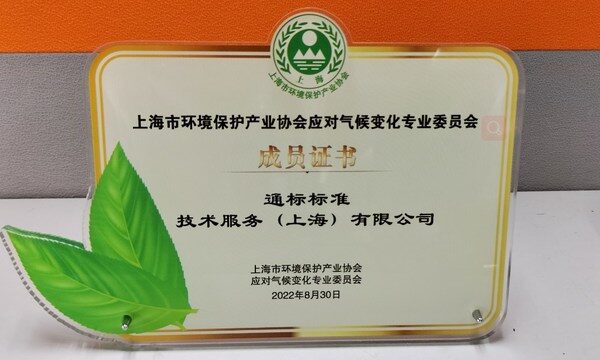 上海
上海市环境保护产业协会
上海市环境保护产业协会应对气候变化专业委员会
成员证书
通标标准
技术服务（上海）有限公司
上海市环境保护产业协会
应对气候变化专业委员会
2022年8月30日